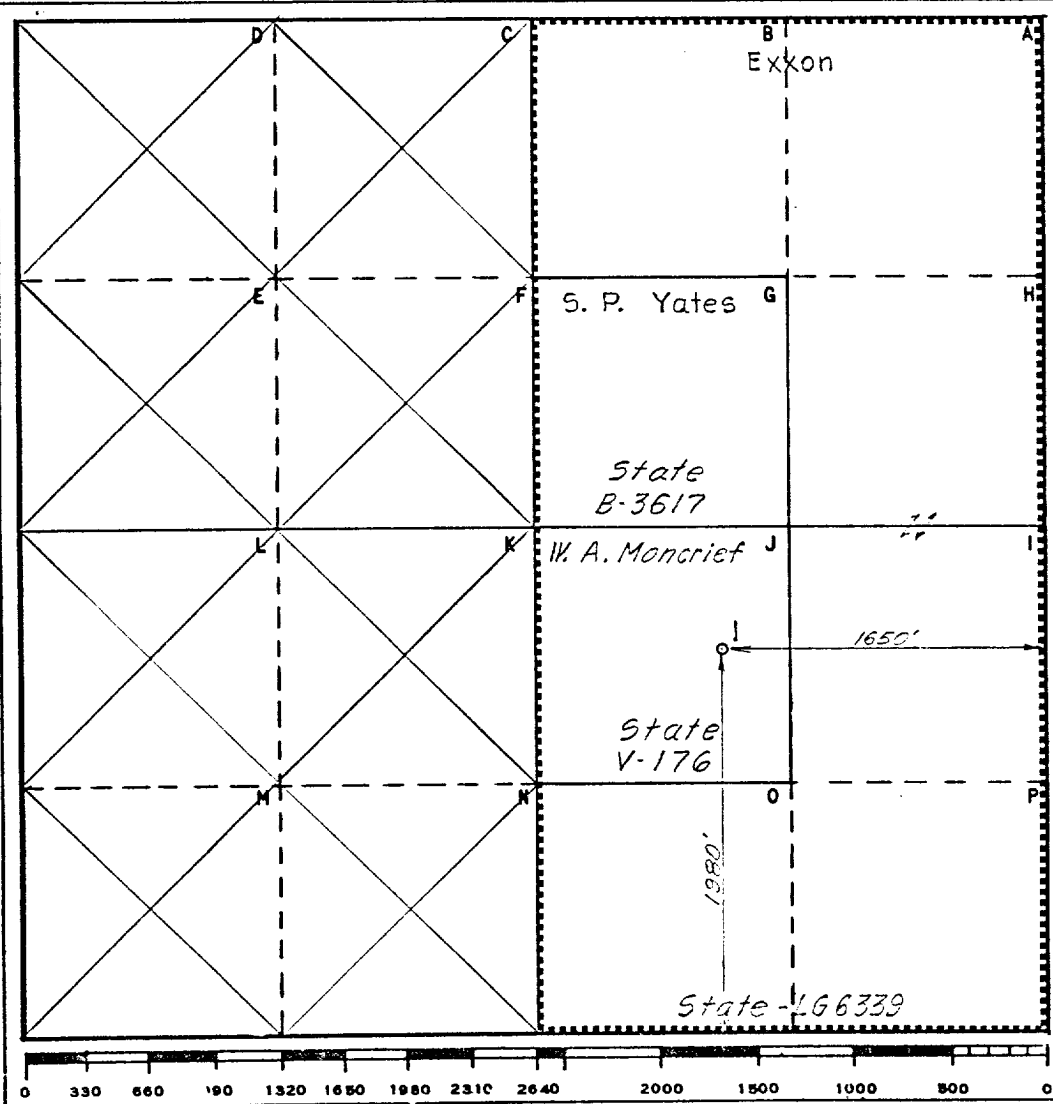 D C B A
Exxon
E F G H
S. P. Yates
State
B-3617
L K J I
W. A. Moncrief
1
1650'
State
V-176
M N O P
1980'
State - LG 6339
0 330 660 190 1320 1650 1980 2310 2640 2000 1500 1000 500 0